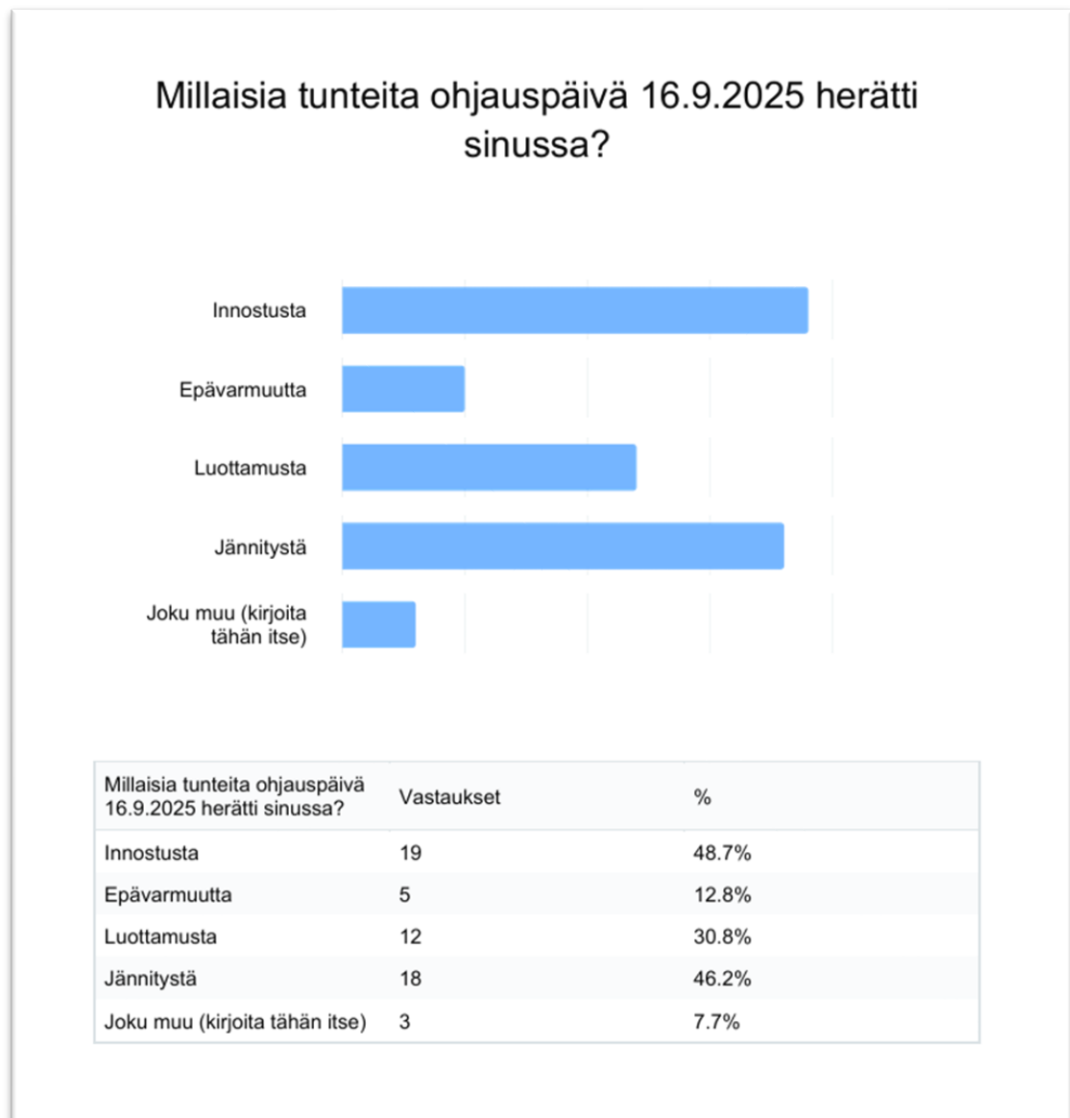 Millaisia tunteita ohjauspäivä 16.9.2025 herätti
sinussa?
Innostusta
Epävarmuutta
Luottamusta
Jännitystä
Joku muu (kirjoita
tähän itse)
Millaisia tunteita ohjauspäivä
16.9.2025 herätti sinussa?
Vastaukset
%
Innostusta 19 48.7%
Epävarmuutta 5 12.8%
Luottamusta 12 30.8%
Jännitystä 18 46.2%
Joku muu (kirjoita tähän itse) 3 7.7%